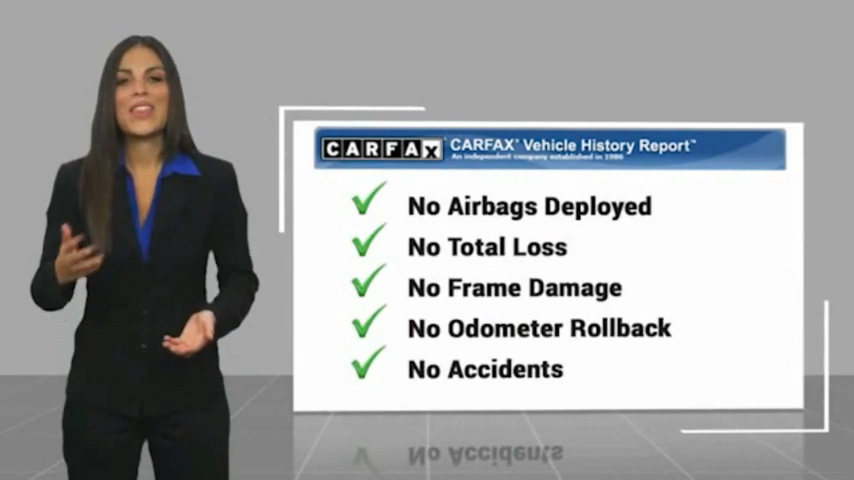 CARFAX CARFAX® Vehicle History Report™
An independent company established in 1986
No Airbags Deployed
No Total Loss
No Frame Damage
No Odometer Rollback
No Accidents
No Accidents